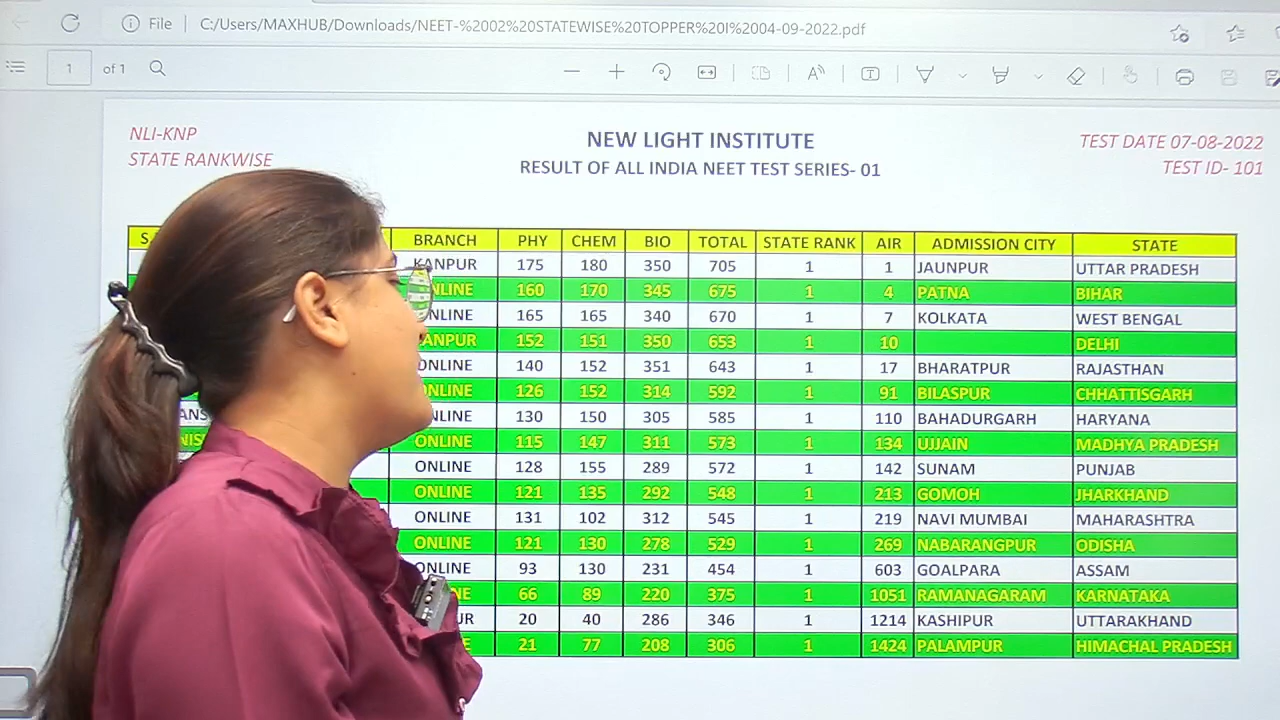 File C:/Users/MAXHUB/Downloads/NEET-%2002%20STATEWISE%20TOPPER%20I%2004-09-2022.pdf
1 of 1
NLI-KNP NEW LIGHT INSTITUTE TEST DATE 07-08-2022
STATE RANKWISE RESULT OF ALL INDIA NEET TEST SERIES- 01 TEST ID- 101
BRANCH PHY CHEM BIO TOTAL STATE RANK AIR ADMISSION CITY STATE
KANPUR 175 180 350 705 1 1 JAUNPUR UTTAR PRADESH
160 170 345 675 1 4 PATNA BIHAR
165 165 340 670 1 7 KOLKATA WEST BENGAL
152 151 350 653 1 10 DELHI
ONLINE 140 152 351 643 1 17 BHARATPUR RAJASTHAN
126 152 314 592 1 91 BILASPUR CHHATTISGARH
130 150 305 585 1 110 BAHADURGARH HARYANA
ONLINE 115 147 311 573 1 134 UJJAIN MADHYA PRADESH
ONLINE 128 155 289 572 1 142 SUNAM PUNJAB
ONLINE 121 135 292 548 1 213 GOMOH JHARKHAND
ONLINE 131 102 312 545 1 219 NAVI MUMBAI MAHARASHTRA
ONLINE 121 130 278 529 1 269 NABARANGPUR ODISHA
ONLINE 93 130 231 454 1 603 GOALPARA ASSAM
66 89 220 375 1 1051 RAMANAGARAM KARNATAKA
20 40 286 346 1 1214 KASHIPUR UTTARAKHAND
21 77 208 306 1 1424 PALAMPUR HIMACHAL PRADESH